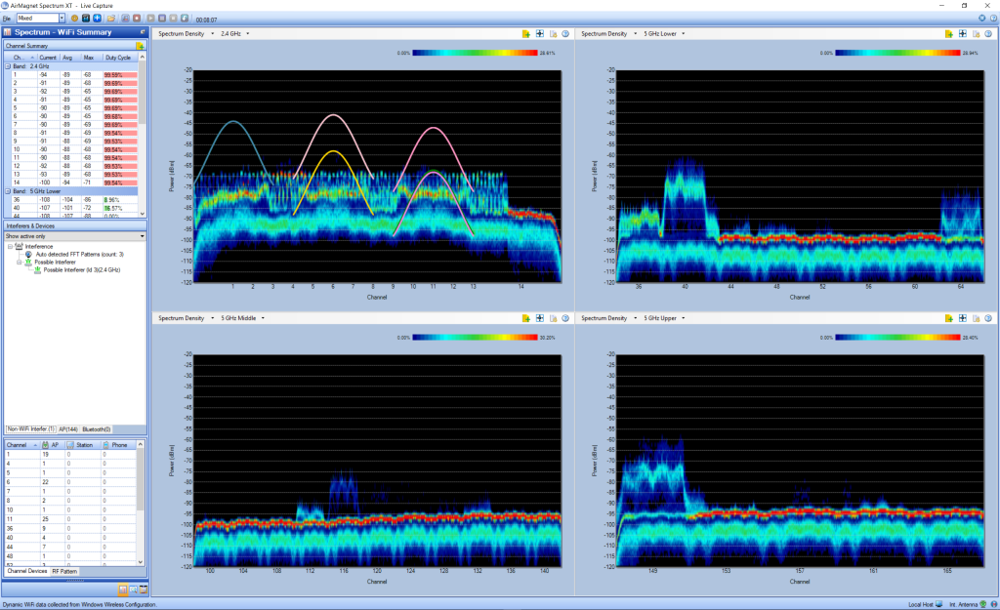 AirMagnet Spectrum XT - Live Capture
File Mixed 00:08:07
Spectrum - WiFi Summary
Channel Summary
Ch... Current Avg Max Duty Cycle
Band: 2.4 GHz
1 -94 -89 -68 99.69%
2 -91 -89 -68 99.69%
3 -92 -89 -65 99.69%
4 -91 -89 -65 99.69%
5 -90 -89 -65 99.69%
6 -90 -89 -65 99.68%
7 -90 -89 -69 99.69%
8 -91 -89 -69 99.54%
9 -91 -88 -69 99.53%
10 -90 -88 -68 99.54%
11 -90 -88 -68 99.53%
12 -92 -88 -68 99.53%
13 -93 -89 -68 99.53%
14 -100 -94 -71 99.54%
Band: 5 GHz Lower
36 -108 -104 -86 8.96%
40 -107 -101 -72 16.57%
44 -108 -107 -88 0.00%
Interferers & Devices
Show active only
Interference
Auto detected FFT Patterns (count: 3)
Possible Interferer
Possible Interferer (Id 3)(2.4 GHz)
Non-WiFi Interfer.(1) AP(144) Bluetooth(0)
Channel AP Station Phone
1 19 0 0
4 1 0 0
5 1 0 0
6 22 0 0
7 1 0 0
8 2 0 0
10 1 0 0
11 25 0 0
36 9 0 0
40 4 0 0
44 7 0 0
48 1 0 0
52 3 0 0
Channel Devices RF Pattern
Dynamic WiFi data collected from Windows Wireless Configuration.
Spectrum Density 2.4 GHz
0.00% 28.61%
-20
-25
-30
-35
-40
-45
-50
-55
-60
-65
-70
-75
-80
-85
-90
-95
-100
-105
-110
-115
-120
Power (dBm)
1 2 3 4 5 6 7 8 9 10 11 12 13 14
Channel
Spectrum Density 5 GHz Lower
0.00% 28.94%
-20
-25
-30
-35
-40
-45
-50
-55
-60
-65
-70
-75
-80
-85
-90
-95
-100
-105
-110
-115
-120
Power (dBm)
36 40 44 48 52 56 60 64
Channel
Spectrum Density 5 GHz Middle
0.00% 30.20%
-20
-25
-30
-35
-40
-45
-50
-55
-60
-65
-70
-75
-80
-85
-90
-95
-100
-105
-110
-115
-120
Power (dBm)
100 104 108 112 116 120 124 128 132 136 140
Channel
Spectrum Density 5 GHz Upper
0.00% 28.40%
-20
-25
-30
-35
-40
-45
-50
-55
-60
-65
-70
-75
-80
-85
-90
-95
-100
-105
-110
-115
-120
Power (dBm)
149 153 157 161 165
Channel
Local Host Int. Antenna